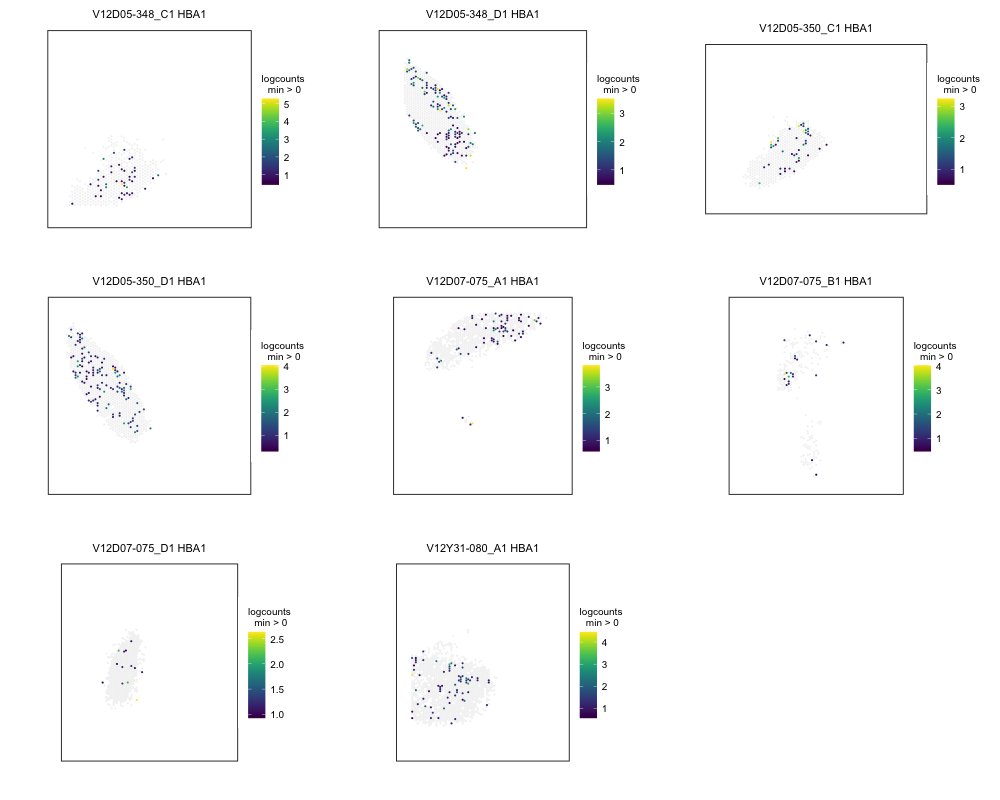 V12D05-348_C1 HBA1
logcounts
min > 0
5
4
3
2
1
V12D05-348_D1 HBA1
logcounts
min > 0
3
2
1
V12D05-350_C1 HBA1
logcounts
min > 0
3
2
1
V12D05-350_D1 HBA1
logcounts
min > 0
4
3
2
1
V12D07-075_A1 HBA1
logcounts
min > 0
3
2
1
V12D07-075_B1 HBA1
logcounts
min > 0
4
3
2
1
V12D07-075_D1 HBA1
logcounts
min > 0
2.5
2.0
1.5
1.0
V12Y31-080_A1 HBA1
logcounts
min > 0
4
3
2
1